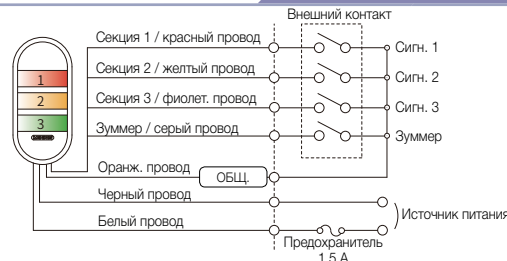 Внешний контакт
Секция 1 / красный провод
Сигн. 1
Секция 2 / желтый провод
Сигн. 2
Секция 3 / фиолет. провод
Сигн. 3
Зуммер / серый провод
Зуммер
1
2
3
Оранж. провод
ОБЩ.
Черный провод
Источник питания
Белый провод
Предохранитель
1,5 А